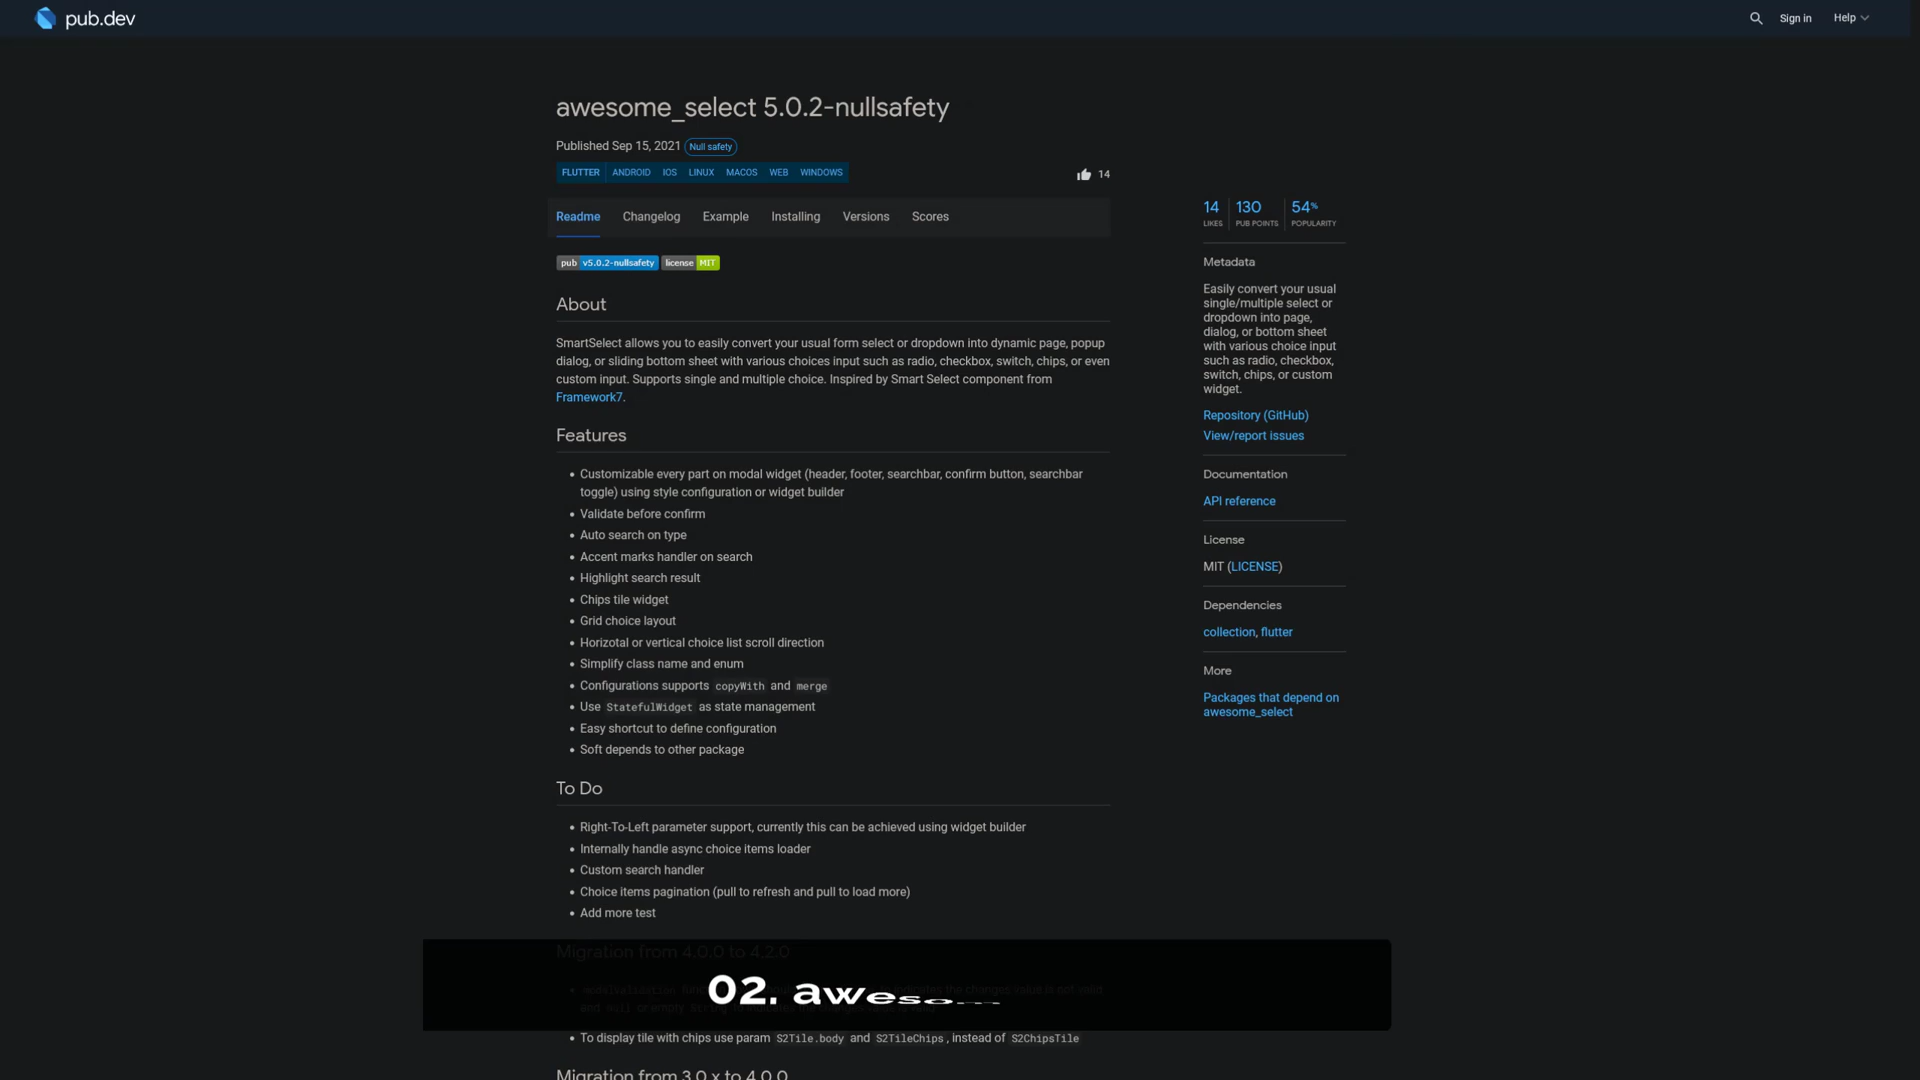 pub.dev
Sign in
Help
awesome_select 5.0.2-nullsafety
Published Sep 15, 2021 Null safety
FLUTTER ANDROID IOS LINUX MACOS WEB WINDOWS
14
Readme Changelog Example Installing Versions Scores
pub v5.0.2-nullsafety license MIT
About
SmartSelect allows you to easily convert your usual form select or dropdown into dynamic page, popup
dialog, or sliding bottom sheet with various choices input such as radio, checkbox, switch, chips, or even
custom input. Supports single and multiple choice. Inspired by Smart Select component from
Framework7.
Features
• Customizable every part on modal widget (header, footer, searchbar, confirm button, searchbar
toggle) using style configuration or widget builder
• Validate before confirm
• Auto search on type
• Accent marks handler on search
• Highlight search result
• Chips tile widget
• Grid choice layout
• Horizotal or vertical choice list scroll direction
• Simplify class name and enum
• Configurations supports copyWith and merge
• Use StatefulWidget as state management
• Easy shortcut to define configuration
• Soft depends to other package
To Do
• Right-To-Left parameter support, currently this can be achieved using widget builder
• Internally handle async choice items loader
• Custom search handler
• Choice items pagination (pull to refresh and pull to load more)
• Add more test
Migration from 4.0.0 to 4.2.0
02. aweso
• To display tile with chips use param S2Tile.body and S2TileChips, instead of S2ChipsTile
Migration from 3.0.x to 4.0.0
14 130 54%
LIKES PUB POINTS POPULARITY
Metadata
Easily convert your usual
single/multiple select or
dropdown into page,
dialog, or bottom sheet
with various choice input
such as radio, checkbox,
switch, chips, or custom
widget.
Repository (GitHub)
View/report issues
Documentation
API reference
License
MIT (LICENSE)
Dependencies
collection, flutter
More
Packages that depend on
awesome_select